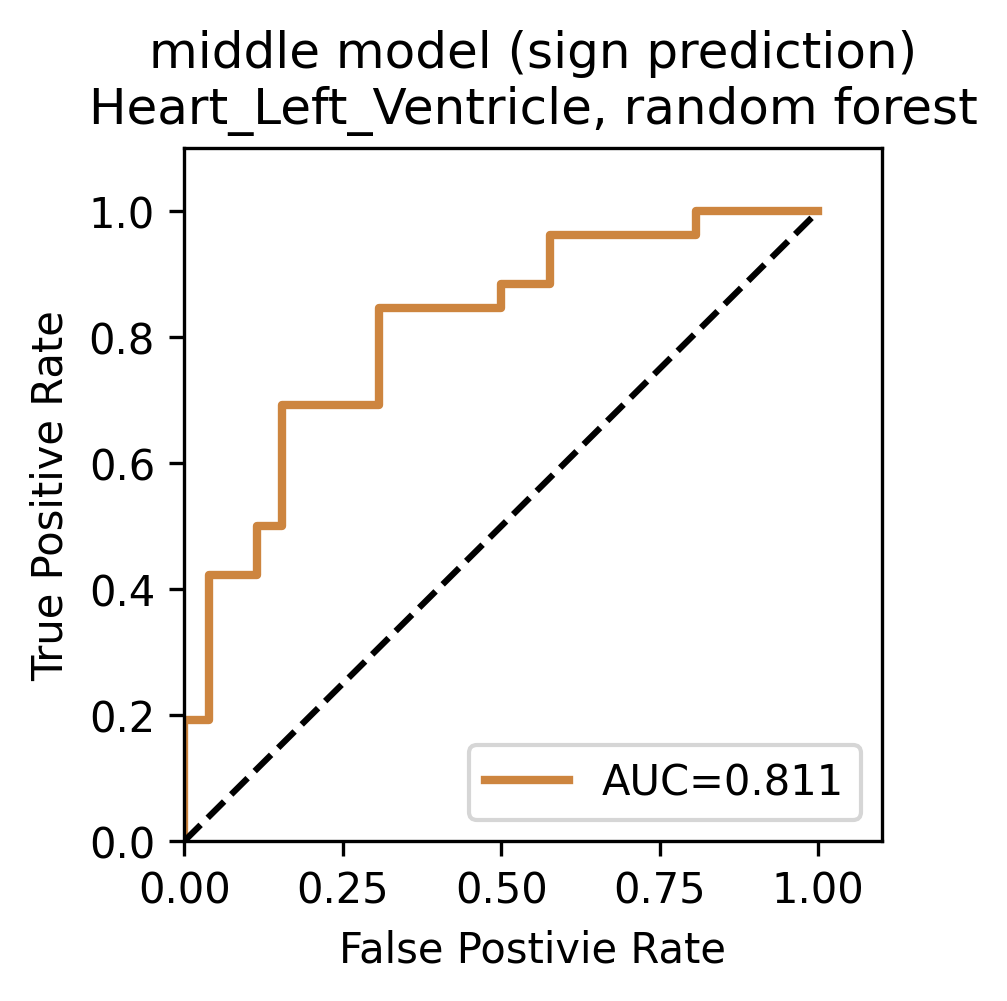 middle model (sign prediction)
Heart_Left_Ventricle, random forest
1.0
0.8
0.6
0.4
0.2
0.0
True Positive Rate
AUC=0.811
0.00 0.25 0.50 0.75 1.00
False Postivie Rate